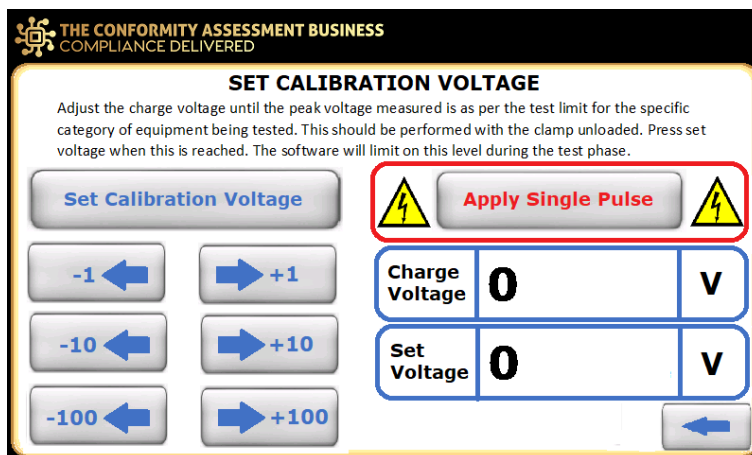 THE CONFORMITY ASSESSMENT BUSINESS
COMPLIANCE DELIVERED
SET CALIBRATION VOLTAGE
Adjust the charge voltage until the peak voltage measured is as per the test limit for the specific
category of equipment being tested. This should be performed with the clamp unloaded. Press set
voltage when this is reached. The software will limit on this level during the test phase.
Set Calibration Voltage
Apply Single Pulse
-1
+1
Charge
Voltage
0
V
-10
+10
Set
Voltage
0
V
-100
+100